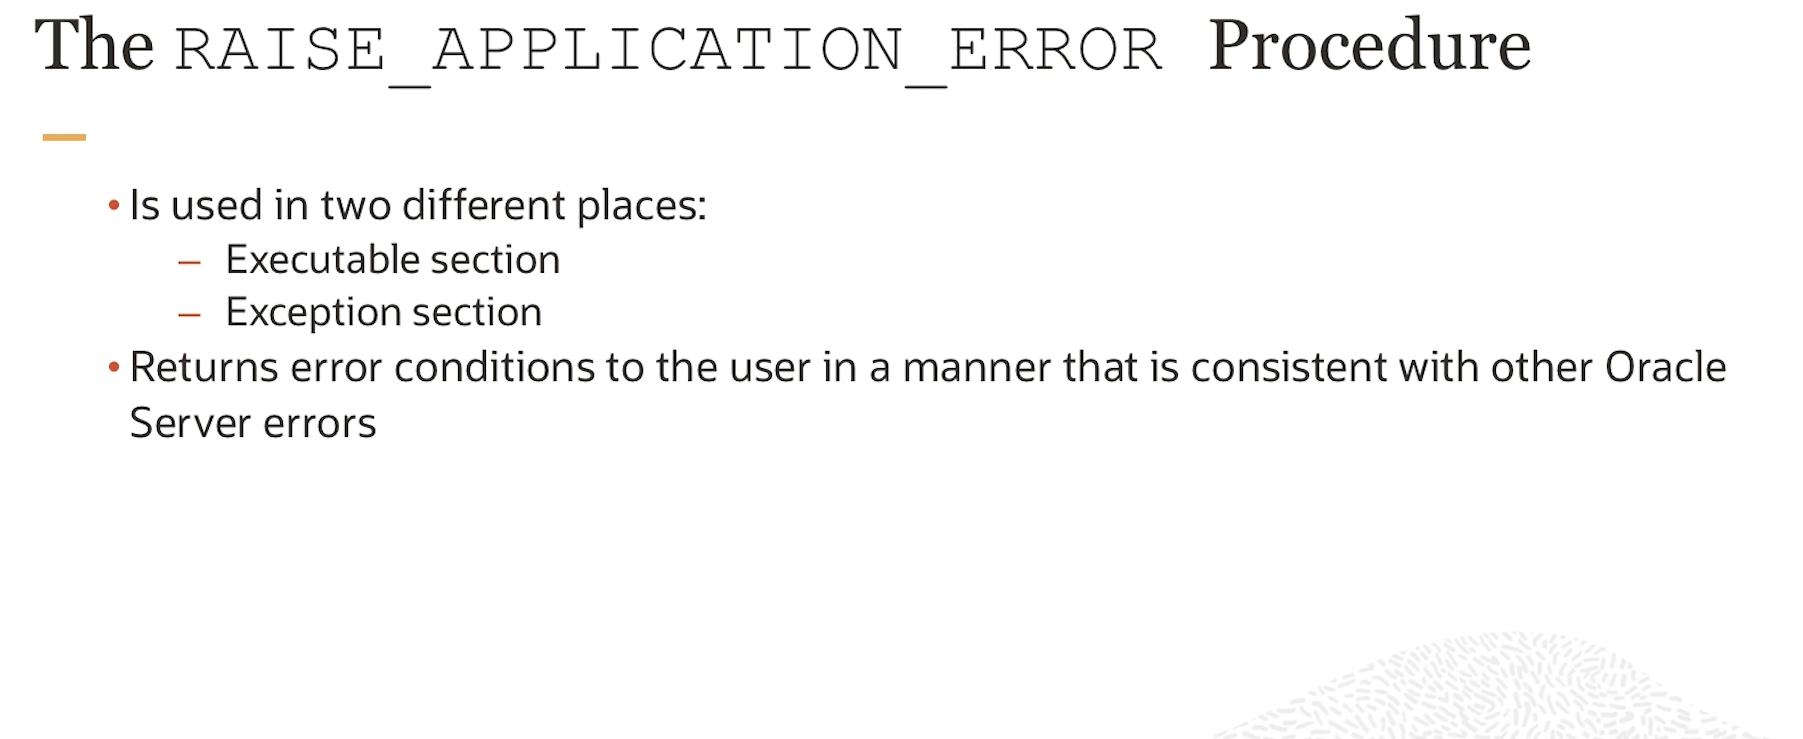 The RAISE_APPLICATION_ERROR Procedure
• Is used in two different places:
– Executable section
– Exception section
• Returns error conditions to the user in a manner that is consistent with other Oracle
Server errors